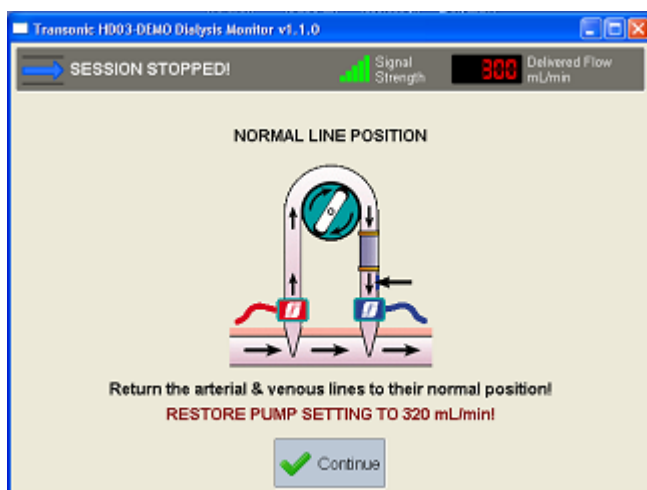 Transonic HD03-DEMO Dialysis Monitor v1.1.0
SESSION STOPPED!
Signal
Strength
300
Delivered Flow
mL/min
NORMAL LINE POSITION
Return the arterial & venous lines to their normal position!
RESTORE PUMP SETTING TO 320 mL/min!
Continue